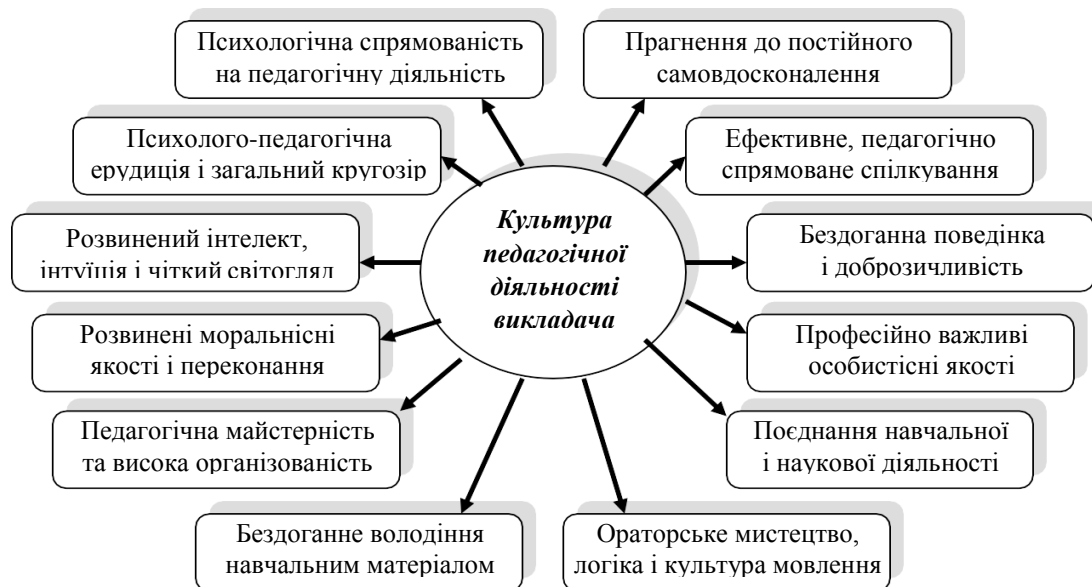 Психологічна спрямованість
на педагогічну діяльність
Прагнення до постійного
самовдосконалення
Психолого-педагогічна
ерудиція і загальний кругозір
Ефективне, педагогічно
спрямоване спілкування
Культура
педагогічної
діяльності
викладача
Розвинений інтелект,
інтуїція і чіткий світогляд
Бездоганна поведінка
і доброзичливість
Розвинені моральнісні
якості і переконання
Професійно важливі
особистісні якості
Педагогічна майстерність
та висока організованість
Поєднання навчальної
і наукової діяльності
Бездоганне володіння
навчальним матеріалом
Ораторське мистецтво,
логіка і культура мовлення